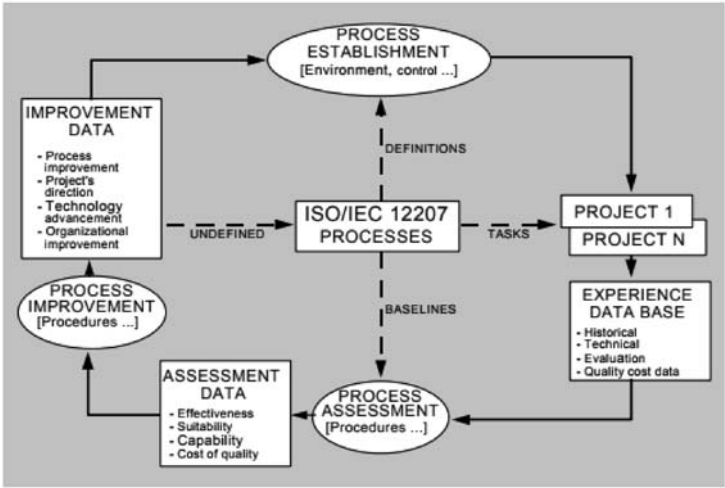 PROCESS
ESTABLISHMENT
[Environment, control ...]
IMPROVEMENT
DATA
- Process
improvement
- Project's
direction
- Technology
advancement
- Organizational
improvement
DEFINITIONS
UNDEFINED
ISO/IEC 12207
PROCESSES
TASKS
PROJECT 1
PROJECT N
PROCESS
IMPROVEMENT
[Procedures ...]
BASELINES
EXPERIENCE
DATA BASE
- Historical
- Technical
- Evaluation
- Quality cost data
ASSESSMENT
DATA
- Effectiveness
- Suitability
- Capability
- Cost of quality
PROCESS
ASSESSMENT
[Procedures ...]